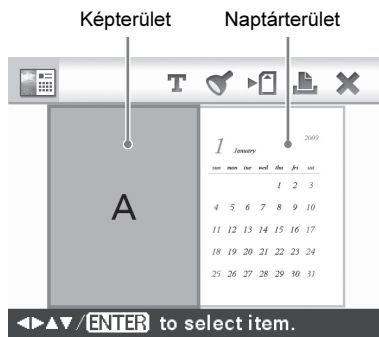 Képterület Naptárterület
T
A
1 January 2009
sun mon tue wed thu fri sat
1 2 3
4 5 6 7 8 9 10
11 12 13 14 15 16 17
18 19 20 21 22 23 24
25 26 27 28 29 30 31
/ENTER to select item.